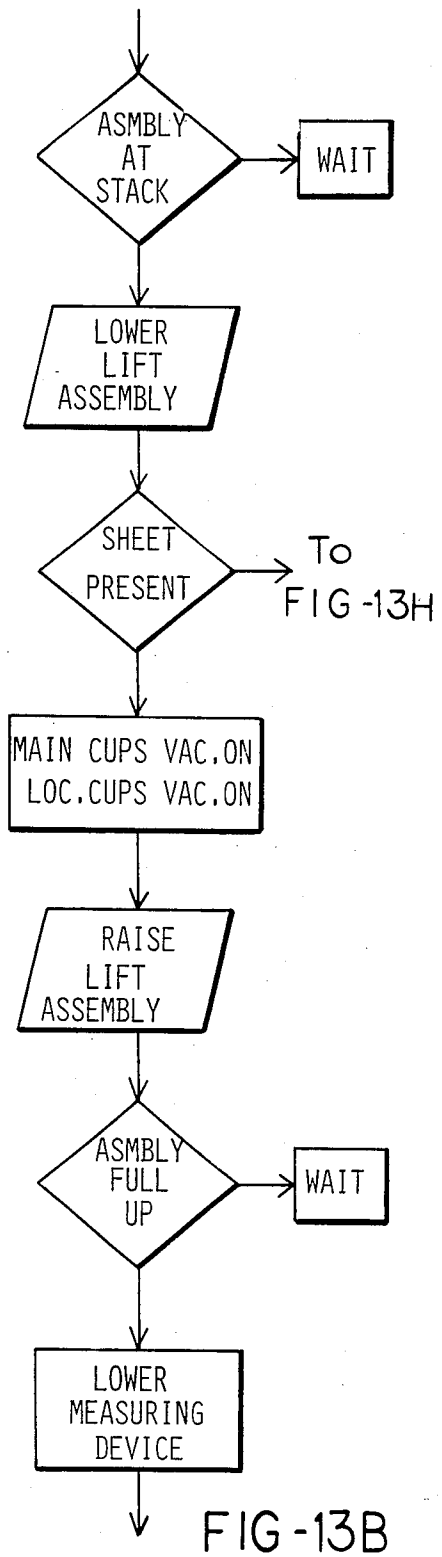 ASMBLY
AT
STACK
WAIT
LOWER
LIFT
ASSEMBLY
SHEET
PRESENT
TO
FIG-13H
MAIN CUPS VAC.ON
LOC.CUPS VAC.ON
RAISE
LIFT
ASSEMBLY
ASMBLY
FULL
UP
WAIT
LOWER
MEASURING
DEVICE
FIG-13B